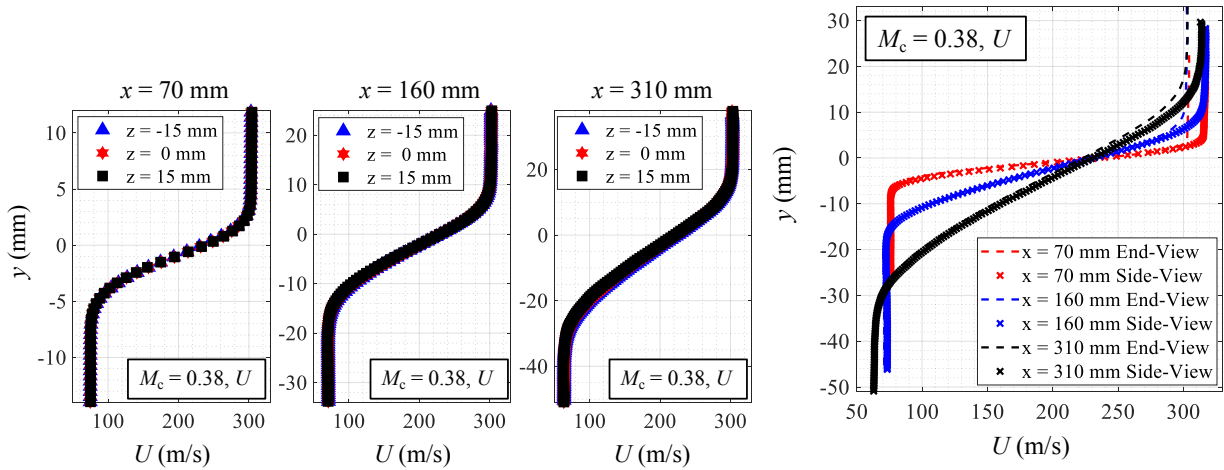 x = 70 mm
10
5
0
-5
-10
100
200
300
y (mm)
U (m/s)
z = -15 mm
z = 0 mm
z = 15 mm
Mc = 0.38, U
x = 160 mm
20
10
0
-10
-20
-30
100
200
300
U (m/s)
z = -15 mm
z = 0 mm
z = 15 mm
Mc = 0.38, U
x = 310 mm
20
0
-20
-40
100
200
300
U (m/s)
z = -15 mm
z = 0 mm
z = 15 mm
Mc = 0.38, U
Mc = 0.38, U
30
20
10
0
-10
-20
-30
-40
-50
50
100
150
200
250
300
y (mm)
U (m/s)
x = 70 mm End-View
x = 70 mm Side-View
x = 160 mm End-View
x = 160 mm Side-View
x = 310 mm End-View
x = 310 mm Side-View